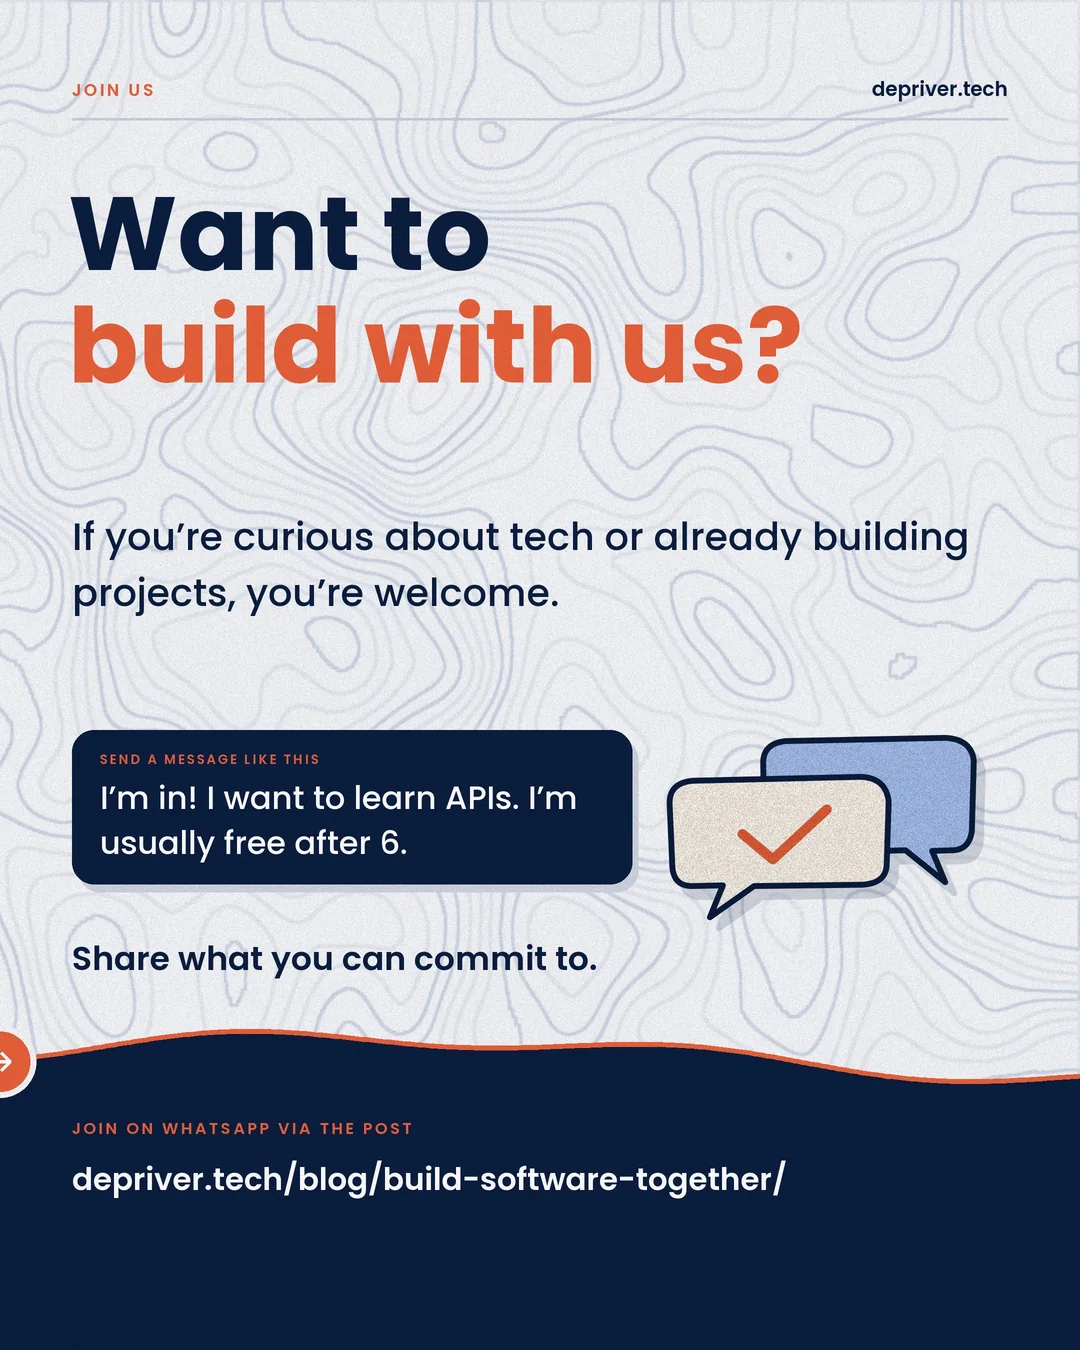 JOIN US
depriver.tech
Want to
build with us?
If you’re curious about tech or already building
projects, you’re welcome.
SEND A MESSAGE LIKE THIS
I’m in! I want to learn APIs. I’m
usually free after 6.
Share what you can commit to.
JOIN ON WHATSAPP VIA THE POST
depriver.tech/blog/build-software-together/